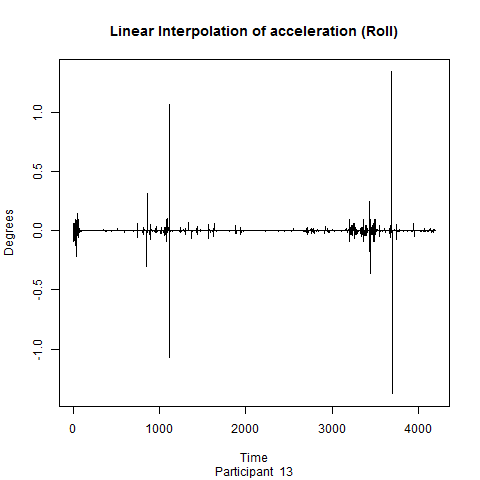 Linear Interpolation of acceleration (Roll)
Degrees
1.0
0.5
0.0
-0.5
-1.0
0 1000 2000 3000 4000
Time
Participant 13